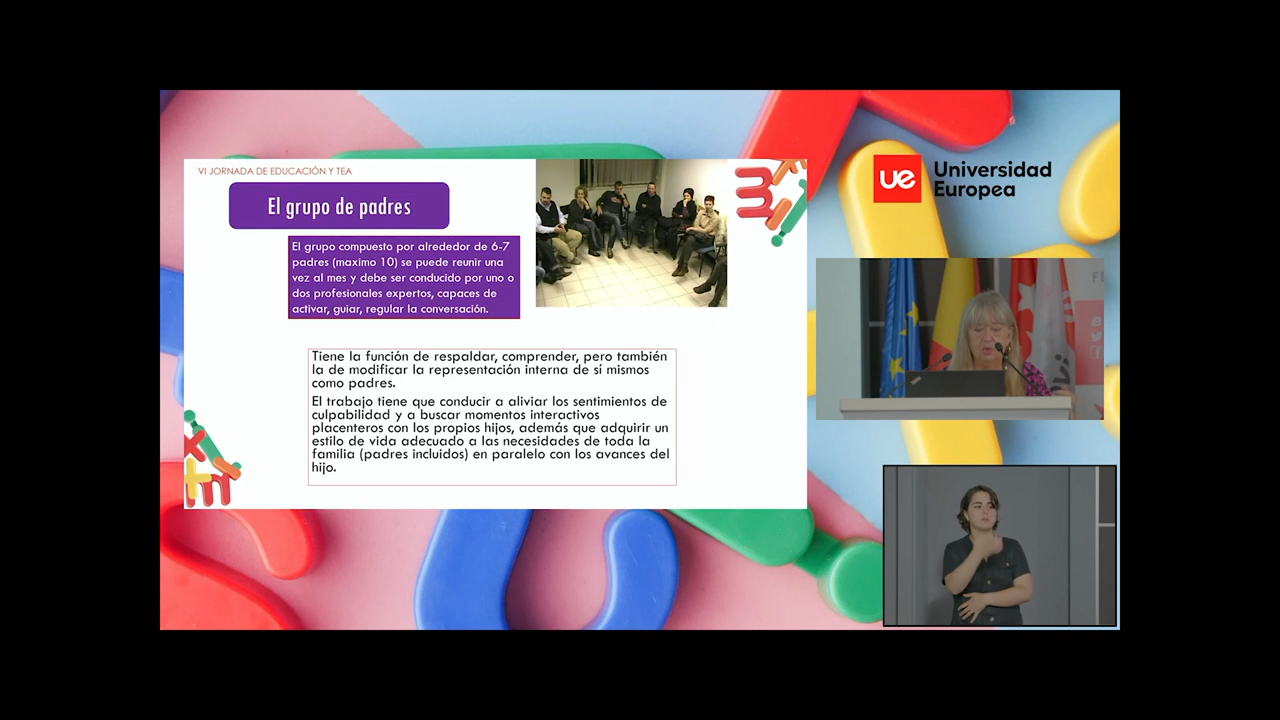 VI JORNADA DE EDUCACIÓN Y TEA
El grupo de padres
El grupo compuesto por alrededor de 6-7
padres (maximo 10) se puede reunir una
vez al mes y debe ser conducido por uno o
dos profesionales expertos, capaces de
activar, guiar, regular la conversación.
Tiene la función de respaldar, comprender, pero también
la de modificar la representación interna de sí mismos
como padres.
El trabajo tiene que conducir a aliviar los sentimientos de
culpabilidad y a buscar momentos interactivos
placenteros con los propios hijos, además que adquirir un
estilo de vida adecuado a las necesidades de toda la
familia (padres incluidos) en paralelo con los avances del
hijo.
ue
Universidad
Europea